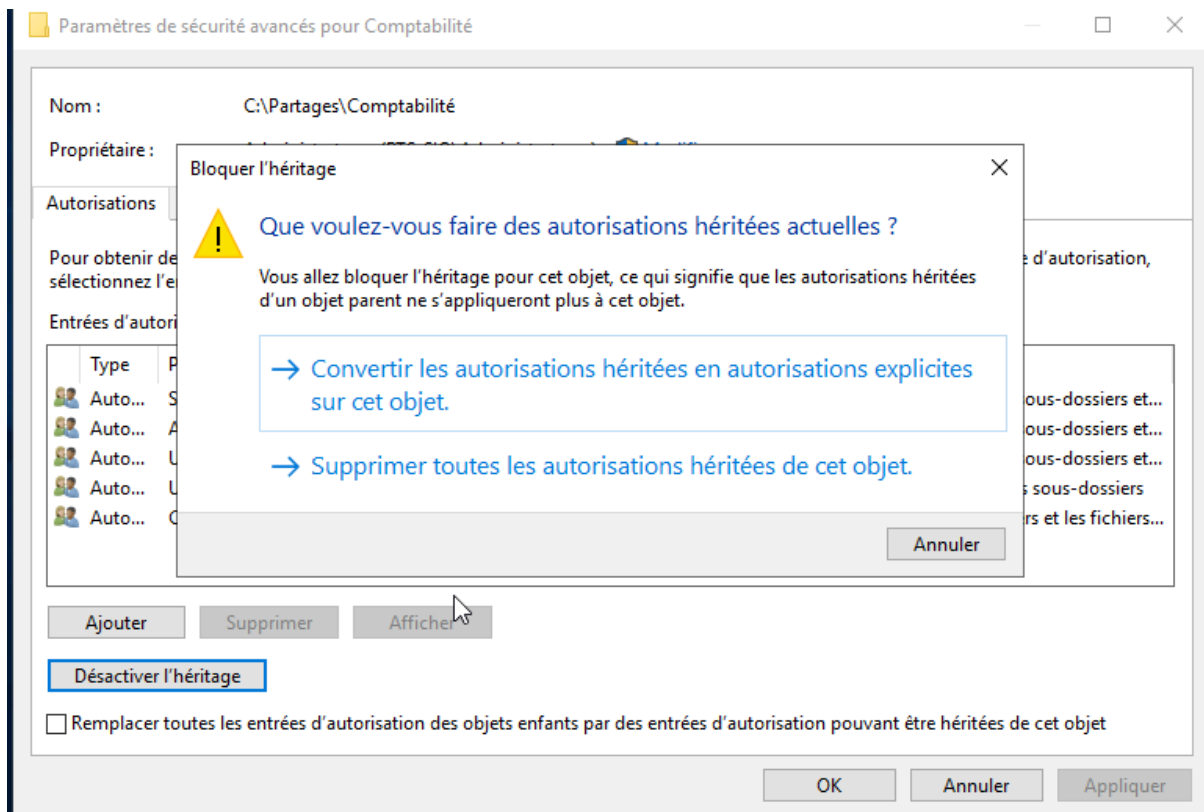 Paramètres de sécurité avancés pour Comptabilité
Nom :
C:\Partages\Comptabilité
Propriétaire :
Bloquer l'héritage
Autorisations
Que voulez-vous faire des autorisations héritées actuelles ?
Pour obtenir de
e d'autorisation,
sélectionnez l'e
Vous allez bloquer l'héritage pour cet objet, ce qui signifie que les autorisations héritées
d'un objet parent ne s'appliqueront plus à cet objet.
Entrées d'autori
Type P
→ Convertir les autorisations héritées en autorisations explicites
sur cet objet.
Auto... S
ous-dossiers et...
Auto... A
ous-dossiers et...
Auto... U
ous-dossiers et...
→ Supprimer toutes les autorisations héritées de cet objet.
Auto... U
s sous-dossiers
Auto... C
rs et les fichiers...
Annuler
Ajouter
Supprimer
Afficher
Désactiver l'héritage
Remplacer toutes les entrées d'autorisation des objets enfants par des entrées d'autorisation pouvant être héritées de cet objet
OK
Annuler
Appliquer